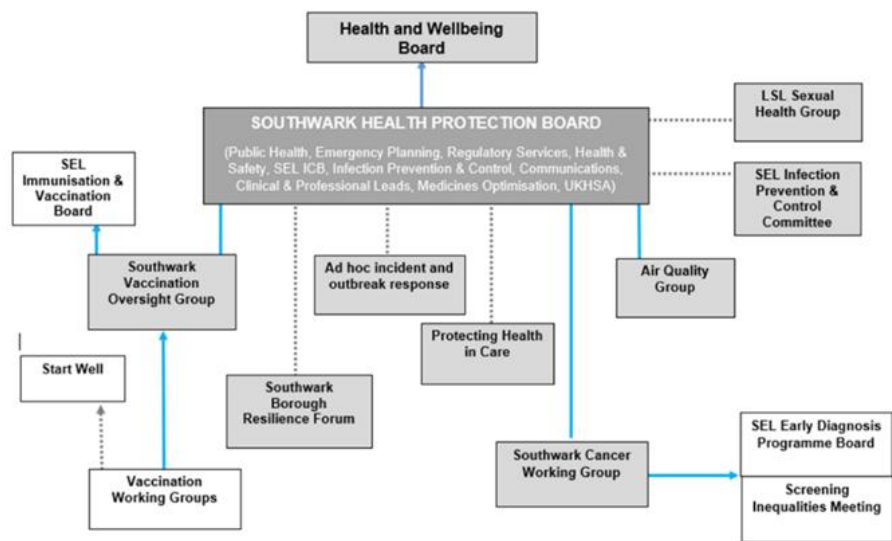 Health and Wellbeing
Board
SOUTHWARK HEALTH PROTECTION BOARD
(Public Health, Emergency Planning, Regulatory Services, Health &
Safety, SEL ICB, Infection Prevention & Control, Communications,
Clinical & Professional Leads, Medicines Optimisation, UKHSA)
LSL Sexual
Health Group
SEL Infection
Prevention &
Control
Committee
SEL
Immunisation &
Vaccination
Board
Southwark
Vaccination
Oversight Group
Ad hoc incident and
outbreak response
Air Quality
Group
Protecting Health
in Care
Start Well
Southwark
Borough
Resilience Forum
Vaccination
Working Groups
Southwark Cancer
Working Group
SEL Early Diagnosis
Programme Board
Screening
Inequalities Meeting